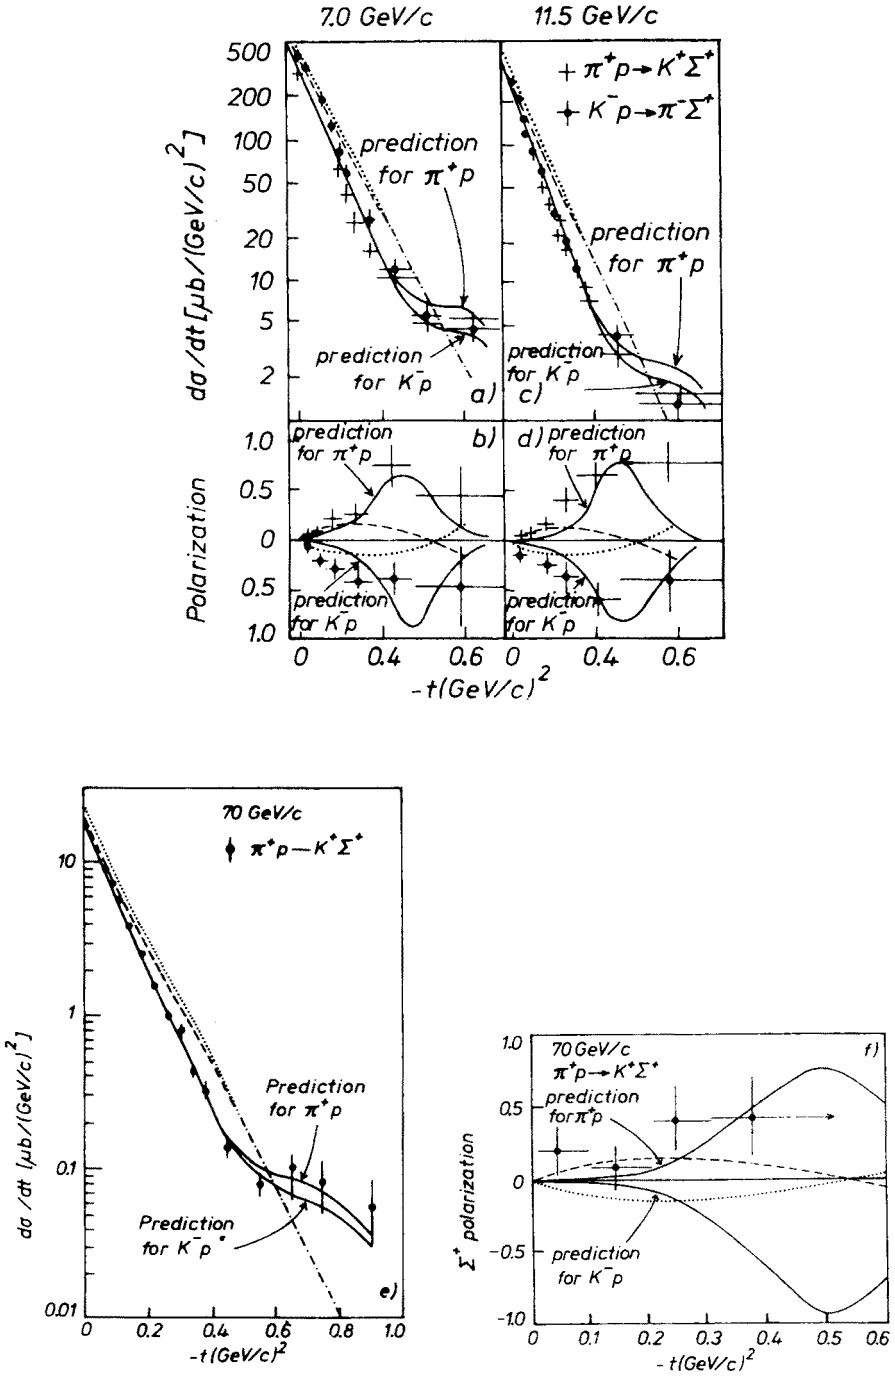 7.0 GeV/c
11.5 GeV/c
500
200
100
50
20
10
5
2
dσ/dt [μb/(GeV/c)²]
π⁺p→K⁺Σ⁺
K⁻p→π⁻Σ⁺
prediction
for π⁺p
prediction
for K⁻p
a)
prediction
for π⁺p
prediction
for K⁻p
c)
1.0
0.5
0
0.5
1.0
Polarization
prediction
for π⁺p
b)
prediction
for K⁻p
d)
prediction
for π⁺p
prediction
for K⁻p
0
0.4
0.6
0
0.4
0.6
-t(GeV/c)²
70 GeV/c
π⁺p—K⁺Σ⁺
10
1
0.1
0.01
dσ/dt [μb/(GeV/c)²]
Prediction
for π⁺p
Prediction
for K⁻p
e)
0
0.2
0.4
0.6
0.8
1.0
-t(GeV/c)²
1.0
0.5
0
-0.5
-1.0
Σ⁺ polarization
70 GeV/c
π⁺p→K⁺Σ⁺
prediction
for π⁺p
f)
prediction
for K⁻p
0
0.1
0.2
0.3
0.4
0.5
0.6
-t(GeV/c)²